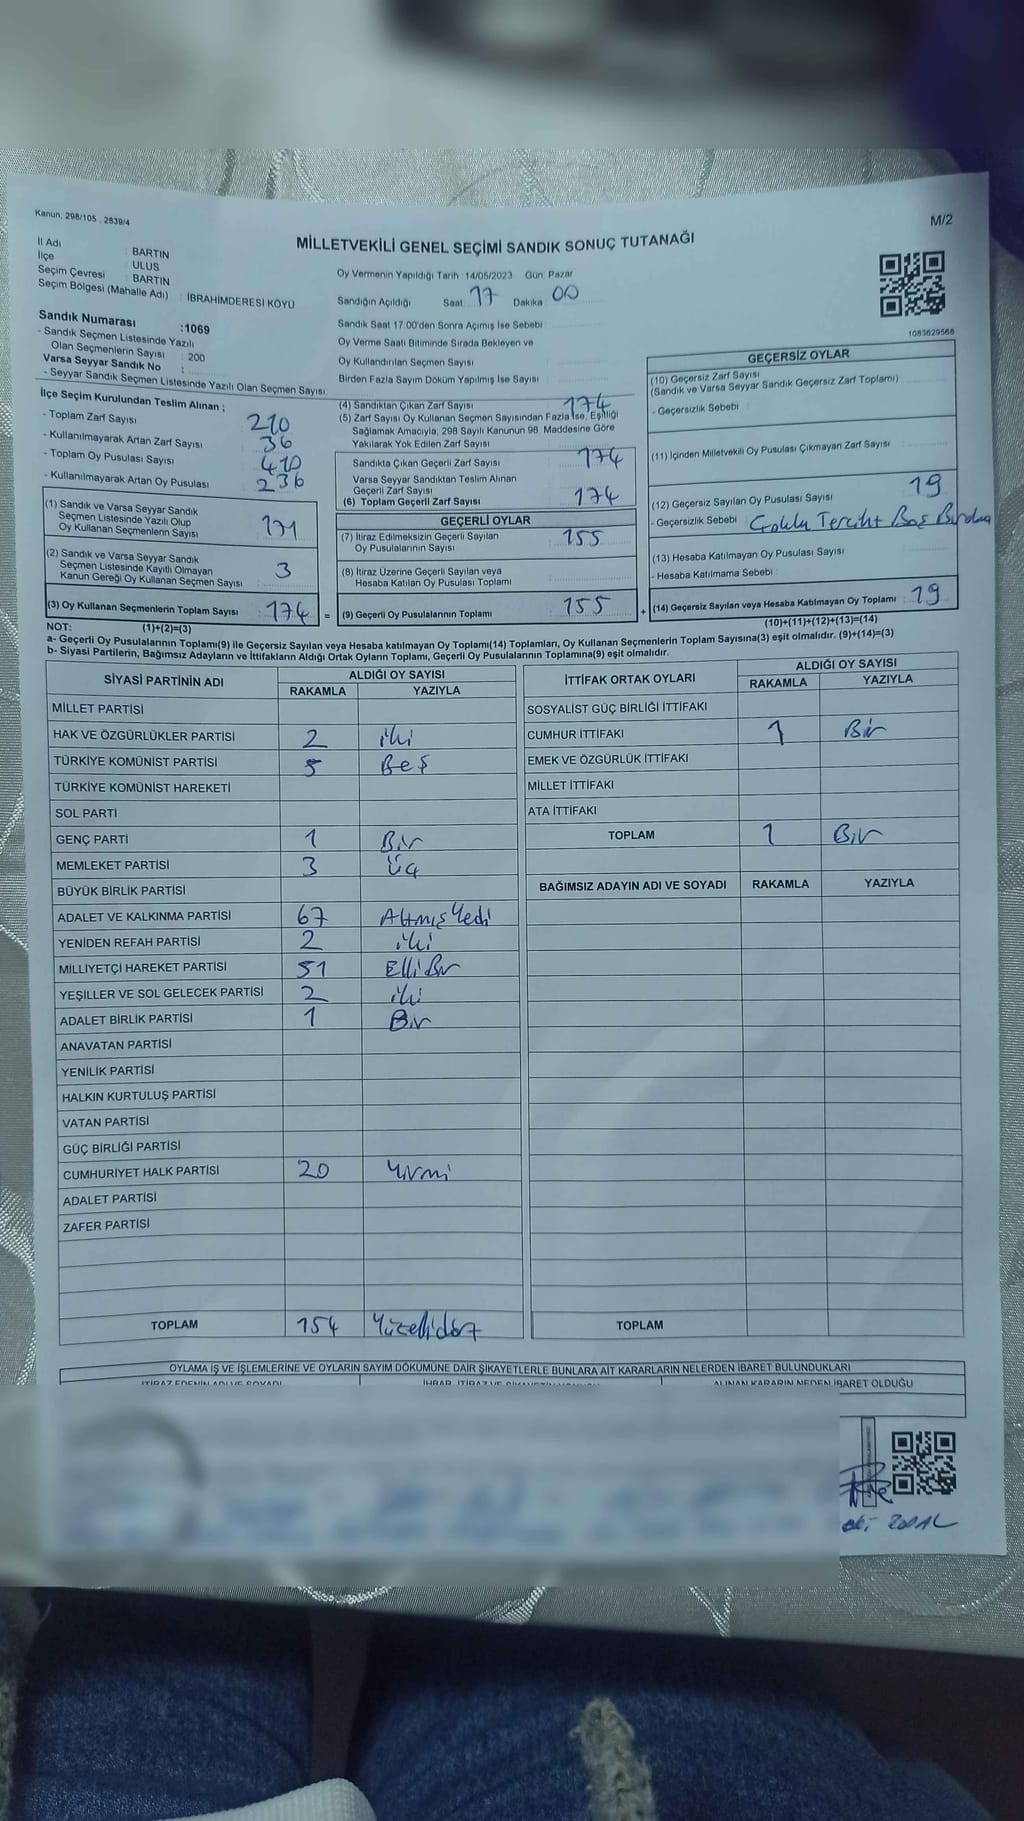 Kanun, 298/105 , 2839/4
M/2
MİLLETVEKİLİ GENEL SEÇİMİ SANDIK SONUÇ TUTANAĞI
İl Adı : BARTIN
İlçe : ULUS
Seçim Çevresi : BARTIN
Seçim Bölgesi (Mahalle Adı) : İBRAHİMDERESİ KÖYÜ
Oy Vermenin Yapıldığı Tarih :14/05/2023 Gün: Pazar
Sandığın Açıldığı Saat 17 Dakika 00
Sandık Saat 17:00'den Sonra Açımış İse Sebebi
Oy Verme Saati Bitiminde Sırada Bekleyen ve
Oy Kullandırılan Seçmen Sayısı
Birden Fazla Sayım Döküm Yapılmış İse Sayısı
1083629568
Sandık Numarası :1069
- Sandık Seçmen Listesinde Yazılı
Olan Seçmenlerin Sayısı : 200
Varsa Seyyar Sandık No :
- Seyyar Sandık Seçmen Listesinde Yazılı Olan Seçmen Sayısı
İlçe Seçim Kurulundan Teslim Alınan ;
- Toplam Zarf Sayısı 210
- Kullanılmayarak Artan Zarf Sayısı 36
- Toplam Oy Pusulası Sayısı 410
- Kullanılmayarak Artan Oy Pusulası 236
(1) Sandık ve Varsa Seyyar Sandık
Seçmen Listesinde Yazılı Olup
Oy Kullanan Seçmenlerin Sayısı 171
(2) Sandık ve Varsa Seyyar Sandık
Seçmen Listesinde Kayıtlı Olmayan
Kanun Gereği Oy Kullanan Seçmen Sayısı 3
(3) Oy Kullanan Seçmenlerin Toplam Sayısı 174 =
(1)+(2)=(3)
(4) Sandıktan Çıkan Zarf Sayısı 174
(5) Zarf Sayısı Oy Kullanan Seçmen Sayısından Fazla İse, Eşitliği
Sağlamak Amacıyla, 298 Sayılı Kanunun 98. Maddesine Göre
Yakılarak Yok Edilen Zarf Sayısı
Sandıkta Çıkan Geçerli Zarf Sayısı 174
Varsa Seyyar Sandıktan Teslim Alınan
Geçerli Zarf Sayısı
(6) Toplam Geçerli Zarf Sayısı 174
GEÇERLİ OYLAR
(7) İtiraz Edilmeksizin Geçerli Sayılan
Oy Pusulalarının Sayısı 155
(8) İtiraz Üzerine Geçerli Sayılan veya
Hesaba Katılan Oy Pusulası Toplamı
(9) Geçerli Oy Pusulalarının Toplamı 155 +
GEÇERSİZ OYLAR
(10) Geçersiz Zarf Sayısı
(Sandık ve Varsa Seyyar Sandık Geçersiz Zarf Toplamı)
- Geçersizlik Sebebi
(11) İçinden Milletvekili Oy Pusulası Çıkmayan Zarf Sayısı
(12) Geçersiz Sayılan Oy Pusulası Sayısı 19
- Geçersizlik Sebebi Çoklu Tercih Boş
(13) Hesaba Katılmayan Oy Pusulası Sayısı
- Hesaba Katılmama Sebebi
(14) Geçersiz Sayılan veya Hesaba Katılmayan Oy Toplamı 19
(10)+(11)+(12)+(13)=(14)
NOT:
a- Geçerli Oy Pusulalarının Toplamı(9) ile Geçersiz Sayılan veya Hesaba katılmayan Oy Toplamı(14) Toplamları, Oy Kullanan Seçmenlerin Toplam Sayısına(3) eşit olmalıdır. (9)+(14)=(3)
b- Siyasi Partilerin, Bağımsız Adayların ve İttifakların Aldığı Ortak Oyların Toplamı, Geçerli Oy Pusulalarının Toplamına(9) eşit olmalıdır.
SİYASİ PARTİNİN ADI
ALDIĞI OY SAYISI
RAKAMLA YAZIYLA
MİLLET PARTİSİ
HAK VE ÖZGÜRLÜKLER PARTİSİ 2 iki
TÜRKİYE KOMÜNİST PARTİSİ 5 Beş
TÜRKİYE KOMÜNİST HAREKETİ
SOL PARTİ
GENÇ PARTİ 1 Bir
MEMLEKET PARTİSİ 3 Üç
BÜYÜK BİRLİK PARTİSİ
ADALET VE KALKINMA PARTİSİ 67 Altmış Yedi
YENİDEN REFAH PARTİSİ 2 iki
MİLLİYETÇİ HAREKET PARTİSİ 51 Elli Bir
YEŞİLLER VE SOL GELECEK PARTİSİ 2 iki
ADALET BİRLİK PARTİSİ 1 Bir
ANAVATAN PARTİSİ
YENİLİK PARTİSİ
HALKIN KURTULUŞ PARTİSİ
VATAN PARTİSİ
GÜÇ BİRLİĞİ PARTİSİ
CUMHURİYET HALK PARTİSİ 20 Yirmi
ADALET PARTİSİ
ZAFER PARTİSİ
TOPLAM 154 Yüzellidört
İTTİFAK ORTAK OYLARI
ALDIĞI OY SAYISI
RAKAMLA YAZIYLA
SOSYALİST GÜÇ BİRLİĞİ İTTİFAKI
CUMHUR İTTİFAKI 1 Bir
EMEK VE ÖZGÜRLÜK İTTİFAKI
MİLLET İTTİFAKI
ATA İTTİFAKI
TOPLAM 1 Bir
BAĞIMSIZ ADAYIN ADI VE SOYADI RAKAMLA YAZIYLA
TOPLAM
OYLAMA İŞ VE İŞLEMLERİNE VE OYLARIN SAYIM DÖKÜMÜNE DAİR ŞİKAYETLERLE BUNLARA AİT KARARLARIN NELERDEN İBARET BULUNDUKLARI
İTİRAZ EDENİN ADI VE SOYADI
ALINAN KARARIN NEDEN İBARET OLDUĞU